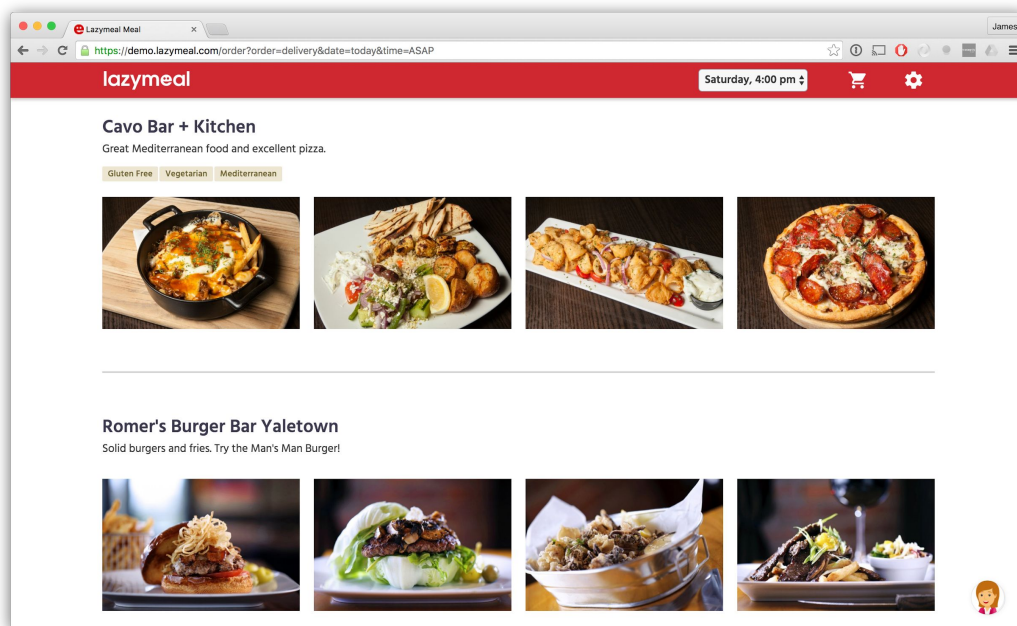 Lazymeal Meal
James
https://demo.lazymeal.com/order?order=delivery&date=today&time=ASAP
lazymeal
Saturday, 4:00 pm
Cavo Bar + Kitchen
Great Mediterranean food and excellent pizza.
Gluten Free Vegetarian Mediterranean
Romer's Burger Bar Yaletown
Solid burgers and fries. Try the Man's Man Burger!